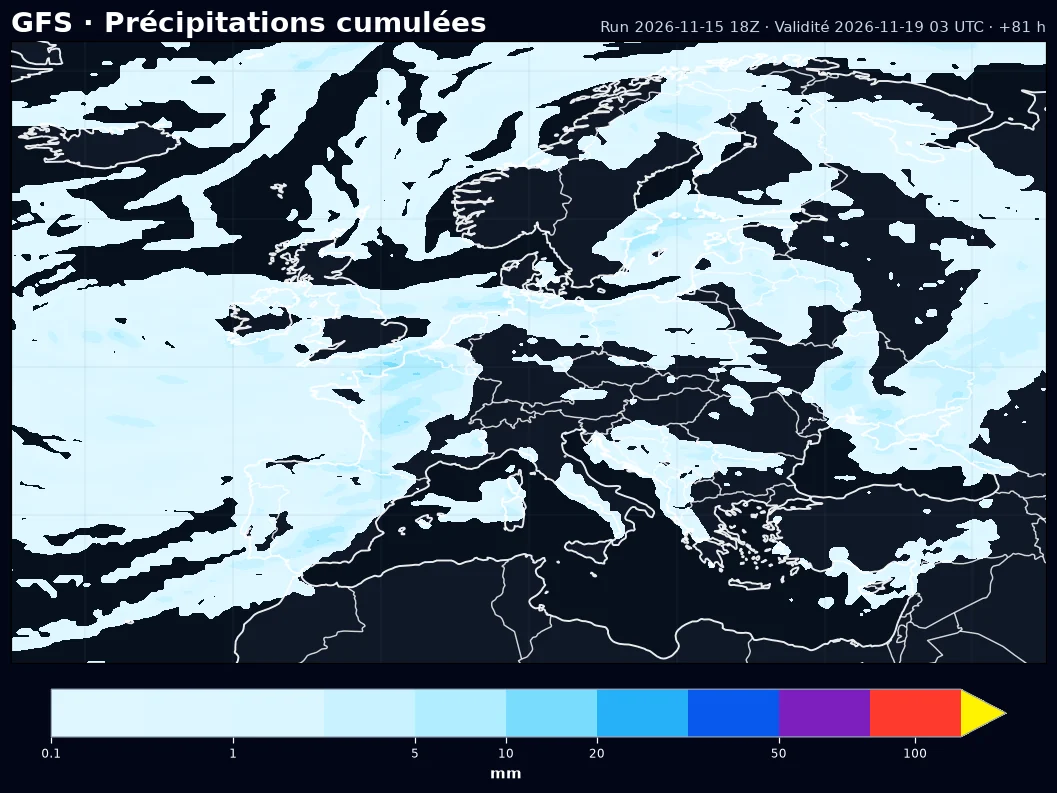 GFS · Précipitations cumulées
Run 2026-11-15 18Z · Validité 2026-11-19 03 UTC · +81 h
0.1 1 5 10 20 50 100
mm